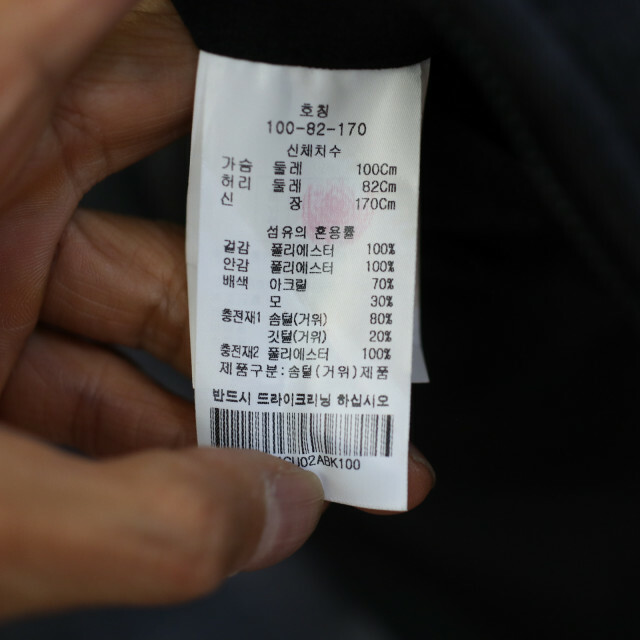 호칭
100-82-170
신체치수
가슴 둘레 100Cm
허리 둘레 82Cm
신 장 170Cm
섬유의 혼용률
겉감 폴리에스터 100%
안감 폴리에스터 100%
배색 아크릴 70%
모 30%
충전재1 솜털(거위) 80%
깃털(거위) 20%
충전재2 폴리에스터 100%
제품구분:솜털(거위)제품
반드시 드라이크리닝 하십시오